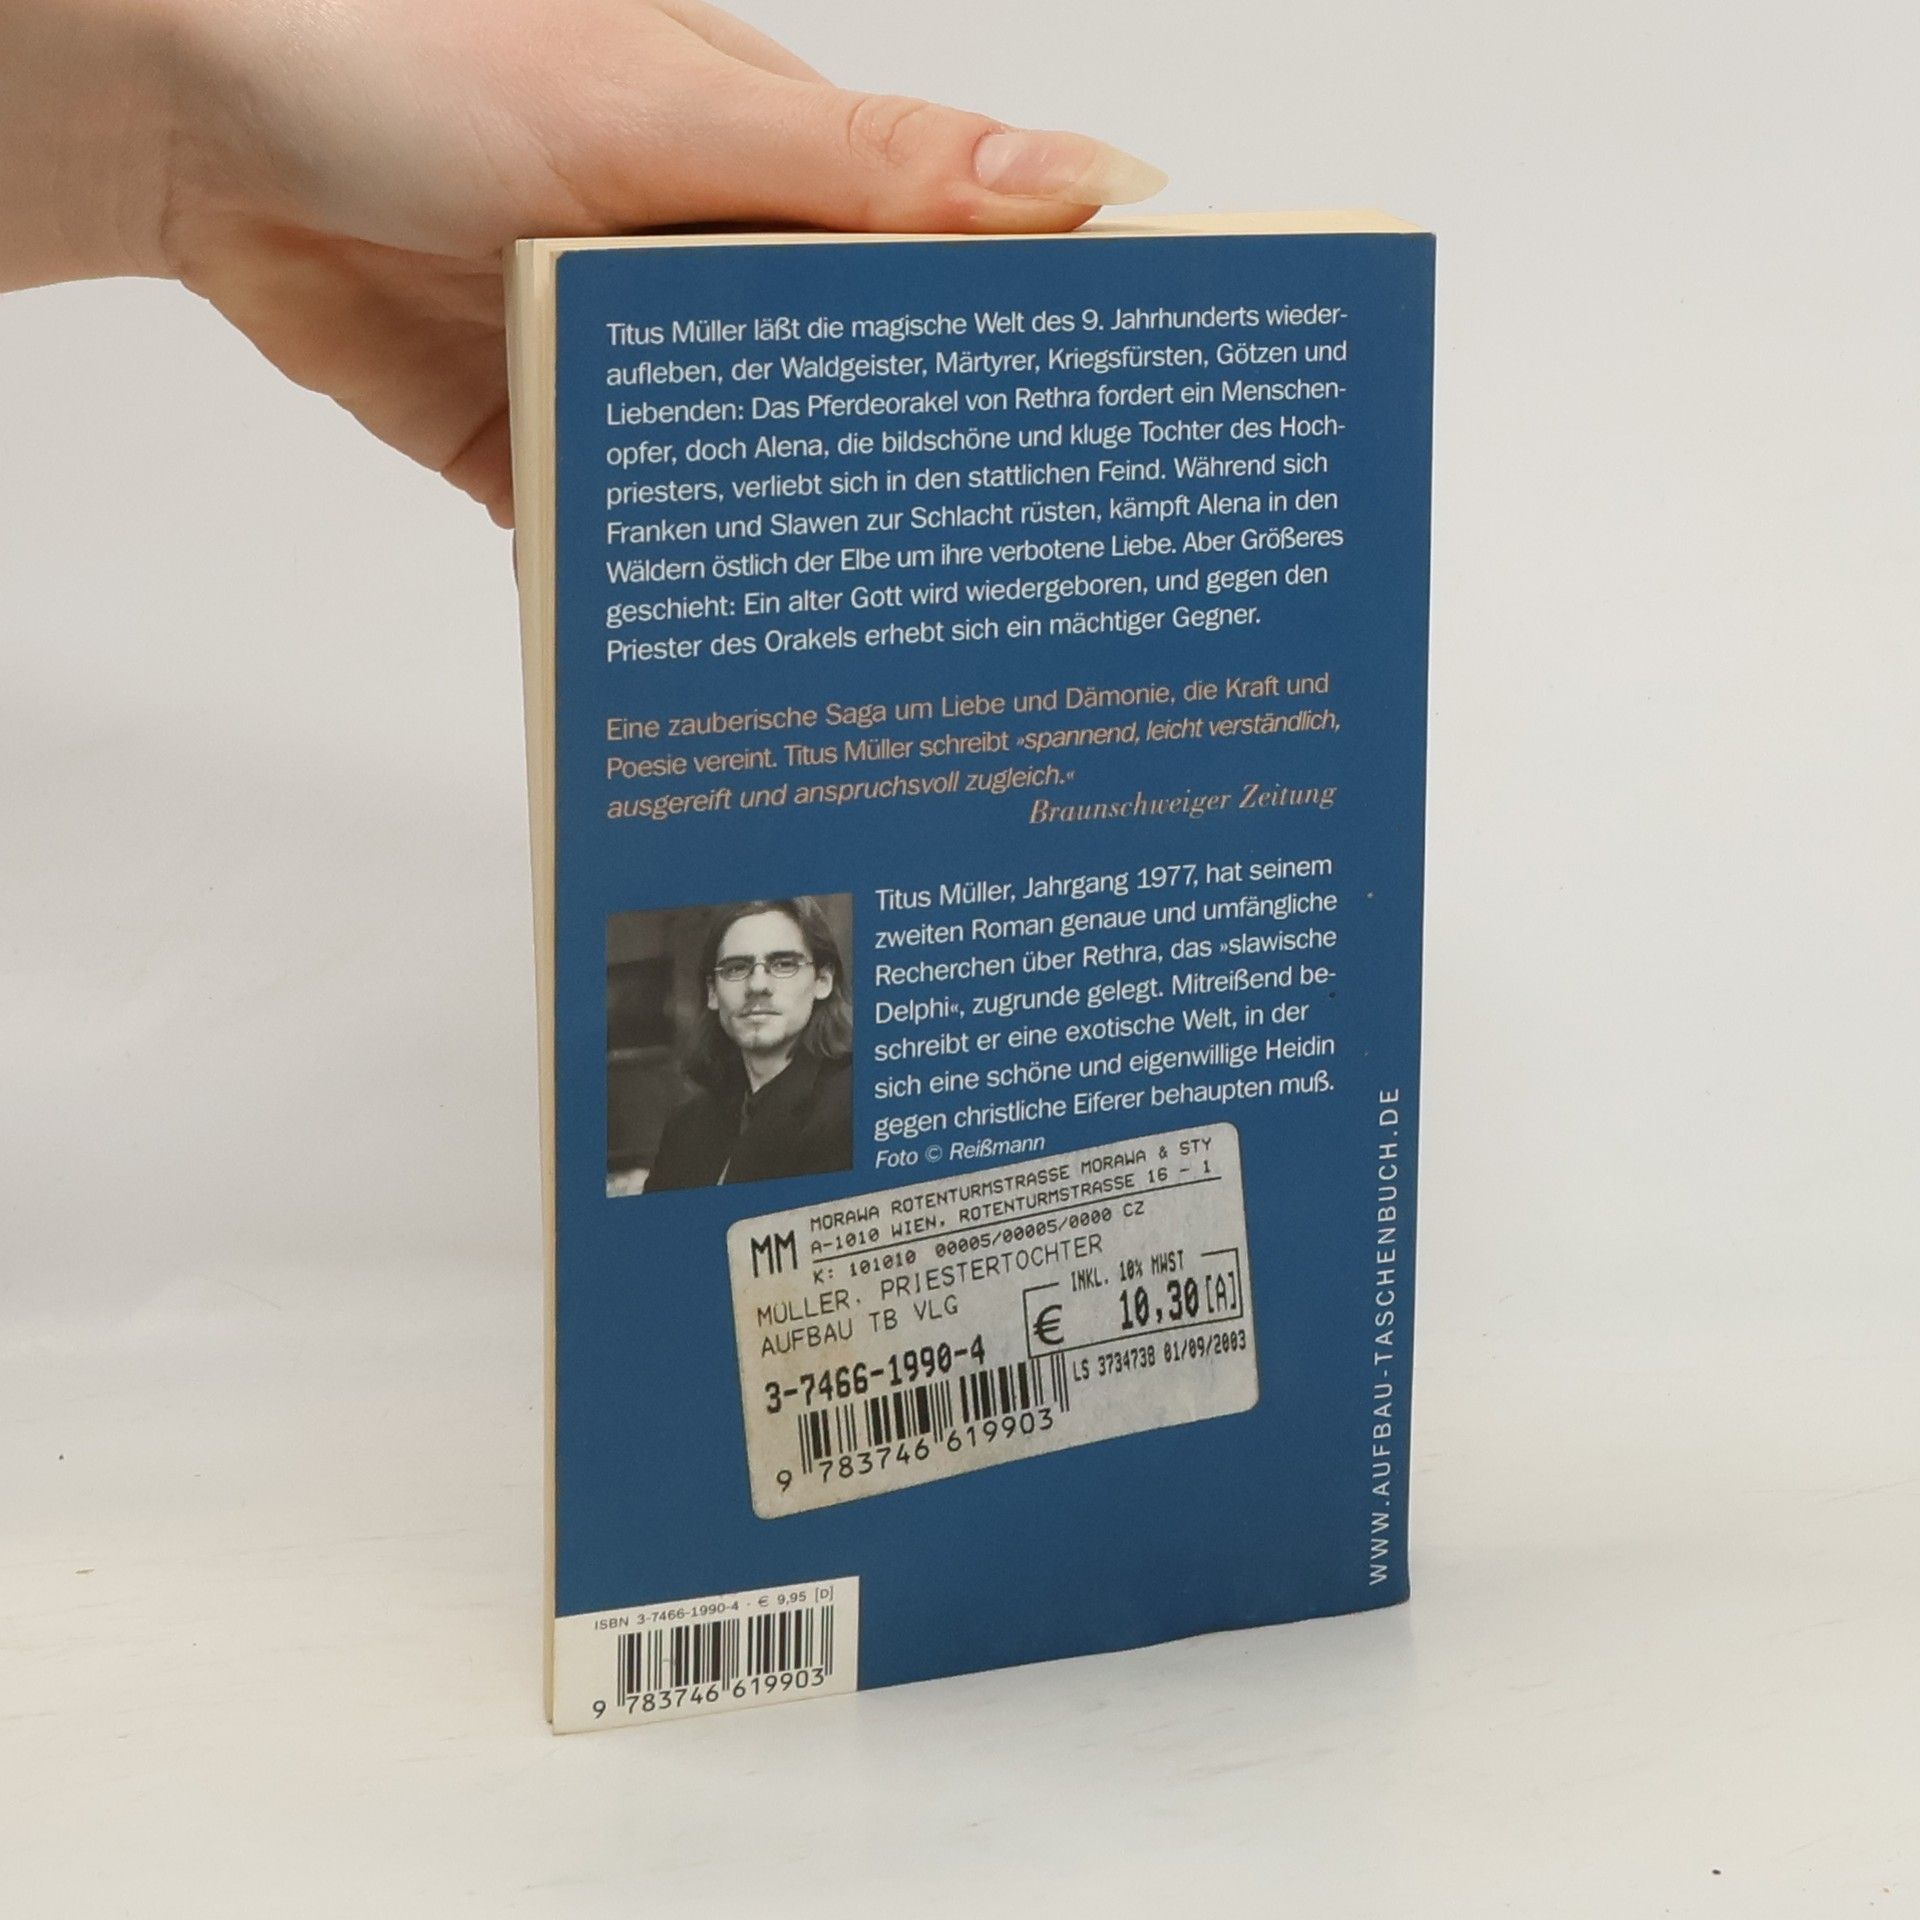 Titus Müller läßt die magische Welt des 9. Jahrhunderts wieder-
aufleben, der Waldgeister, Märtyrer, Kriegsfürsten, Götzen und
Liebenden: Das Pferdeorakel von Rethra fordert ein Menschen-
opfer, doch Alena, die bildschöne und kluge Tochter des Hoch-
priesters, verliebt sich in den stattlichen Feind. Während sich
Franken und Slawen zur Schlacht rüsten, kämpft Alena in den
Wäldern östlich der Elbe um ihre verbotene Liebe. Aber Größeres
geschieht: Ein alter Gott wird wiedergeboren, und gegen den
Priester des Orakels erhebt sich ein mächtiger Gegner.
Eine zauberische Saga um Liebe und Dämonie, die Kraft und
Poesie vereint. Titus Müller schreibt »spannend, leicht verständlich,
ausgereift und anspruchsvoll zugleich.«
Braunschweiger Zeitung
Titus Müller, Jahrgang 1977, hat seinem
zweiten Roman genaue und umfängliche
Recherchen über Rethra, das »slawische
Delphi«, zugrunde gelegt. Mitreißend be-
schreibt er eine exotische Welt, in der
sich eine schöne und eigenwillige Heidin
gegen christliche Eiferer behaupten muß.
Foto © Reißmann
MM
MORAWA ROTENTURMSTRASSE MORAWA & STY
A-1010 WIEN, ROTENTURMSTRASSE 16 - 1
K: 101010 00005/00005/0000 CZ
MÜLLER, PRIESTERTOCHTER
AUFBAU TB VLG
INKL. 10% MWST
€ 10,30[A]
3-7466-1990-4
LS 3734738 01/09/2003
9 783746 619903
WWW.AUFBAU-TASCHENBUCH.DE
ISBN 3-7466-1990-4 · € 9,95 [D]
9 783746 619903